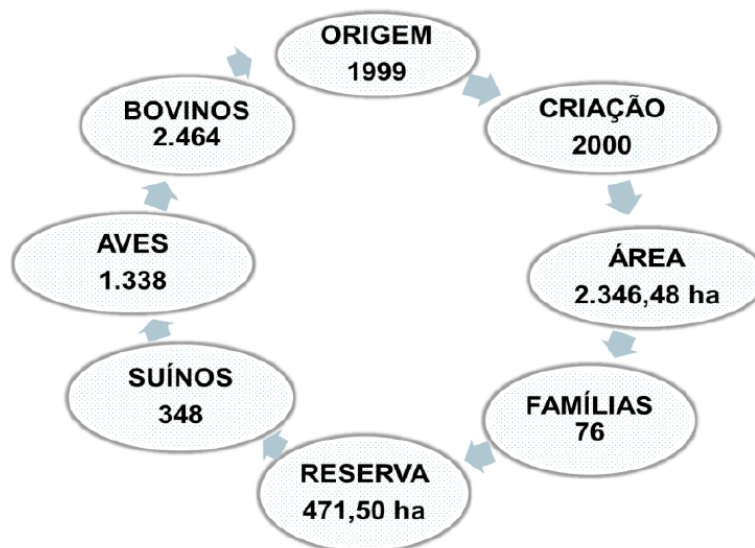 ORIGEM
1999
CRIAÇÃO
2000
ÁREA
2.346,48 ha
FAMÍLIAS
76
RESERVA
471,50 ha
SUÍNOS
348
AVES
1.338
BOVINOS
2.464